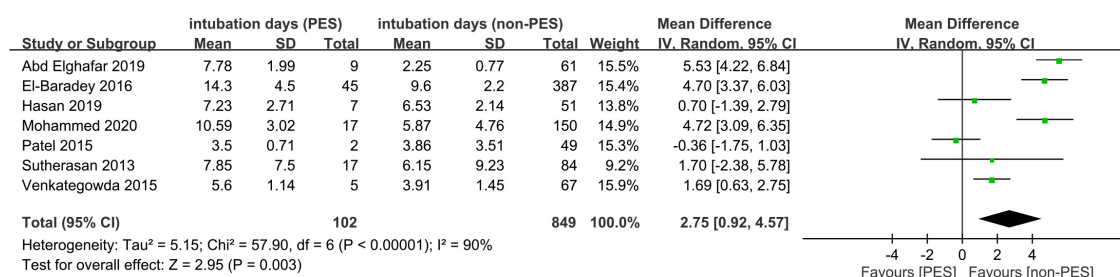 intubation days (PES) intubation days (non-PES) Mean Difference Mean Difference
Study or Subgroup Mean SD Total Mean SD Total Weight IV, Random, 95% CI IV, Random, 95% CI
Abd Elghafar 2019 7.78 1.99 9 2.25 0.77 61 15.5% 5.53 [4.22, 6.84]
El-Baradey 2016 14.3 4.5 45 9.6 2.2 387 15.4% 4.70 [3.37, 6.03]
Hasan 2019 7.23 2.71 7 6.53 2.14 51 13.8% 0.70 [-1.39, 2.79]
Mohammed 2020 10.59 3.02 17 5.87 4.76 150 14.9% 4.72 [3.09, 6.35]
Patel 2015 3.5 0.71 2 3.86 3.51 49 15.3% -0.36 [-1.75, 1.03]
Sutherasan 2013 7.85 7.5 17 6.15 9.23 84 9.2% 1.70 [-2.38, 5.78]
Venkategowda 2015 5.6 1.14 5 3.91 1.45 67 15.9% 1.69 [0.63, 2.75]
Total (95% CI) 102 849 100.0% 2.75 [0.92, 4.57]
Heterogeneity: Tau² = 5.15; Chi² = 57.90, df = 6 (P < 0.00001); I² = 90%
Test for overall effect: Z = 2.95 (P = 0.003)
-4 -2 0 2 4
Favours [PES] Favours [non-PES]